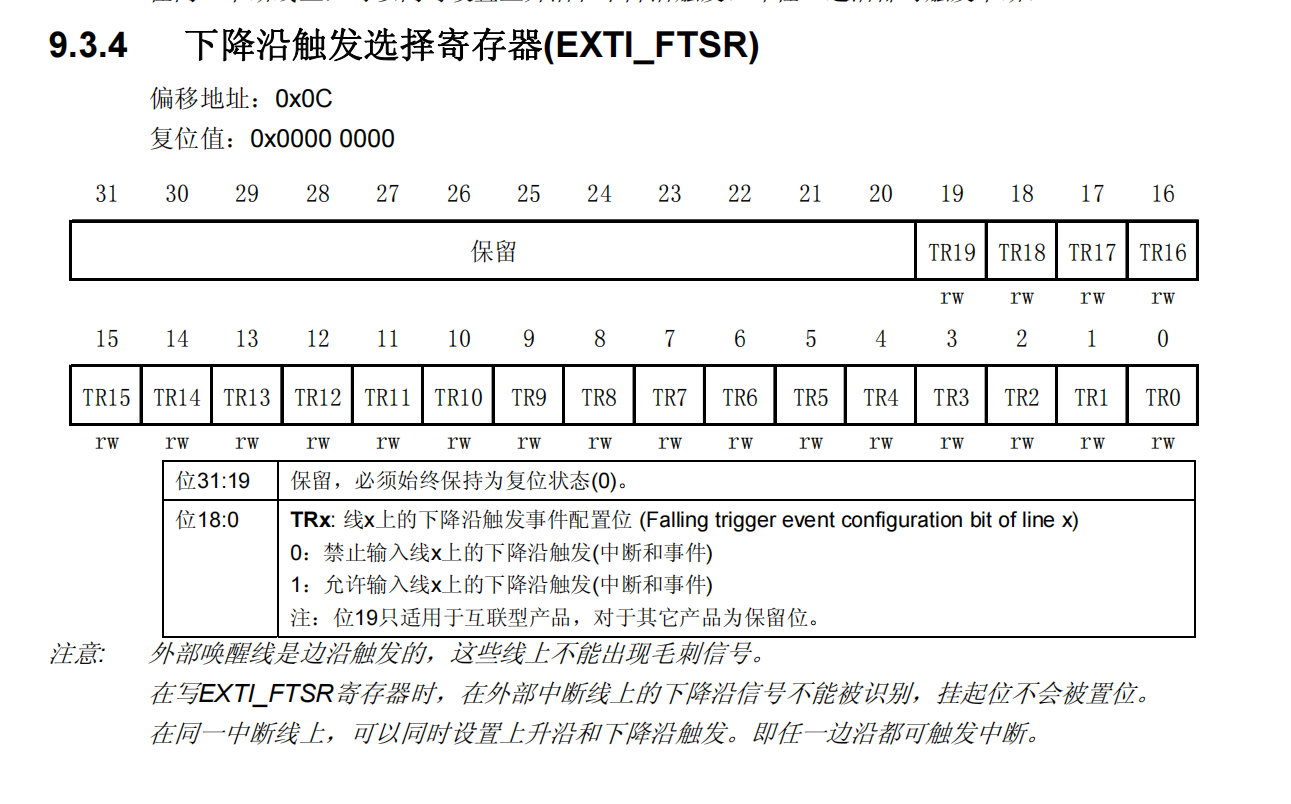 9.3.4 下降沿触发选择寄存器(EXTI_FTSR)
偏移地址：0x0C
复位值：0x0000 0000
31 30 29 28 27 26 25 24 23 22 21 20 19 18 17 16
保留 TR19 TR18 TR17 TR16
rw rw rw rw
15 14 13 12 11 10 9 8 7 6 5 4 3 2 1 0
TR15 TR14 TR13 TR12 TR11 TR10 TR9 TR8 TR7 TR6 TR5 TR4 TR3 TR2 TR1 TR0
rw rw rw rw rw rw rw rw rw rw rw rw rw rw rw rw
位31:19 保留，必须始终保持为复位状态(0)。
位18:0 TRx: 线x上的下降沿触发事件配置位 (Falling trigger event configuration bit of line x)
0：禁止输入线x上的下降沿触发(中断和事件)
1：允许输入线x上的下降沿触发(中断和事件)
注：位19只适用于互联型产品，对于其它产品为保留位。
注意: 外部唤醒线是边沿触发的，这些线上不能出现毛刺信号。
在写EXTI_FTSR寄存器时，在外部中断线上的下降沿信号不能被识别，挂起位不会被置位。
在同一中断线上，可以同时设置上升沿和下降沿触发。即任一边沿都可触发中断。